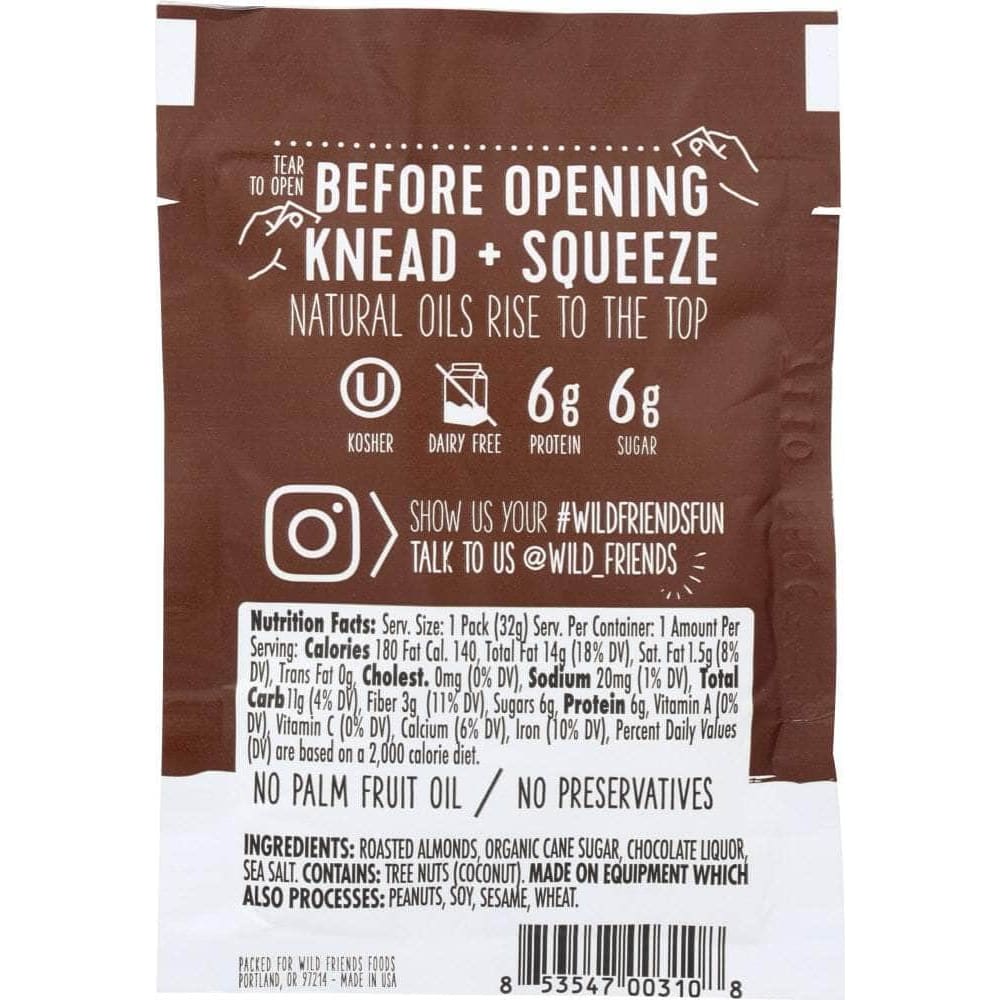 TEAR
TO OPEN
BEFORE OPENING
KNEAD + SQUEEZE
NATURAL OILS RISE TO THE TOP
U
6g 6g
KOSHER DAIRY FREE PROTEIN SUGAR
SHOW US YOUR #WILDFRIENDSFUN
TALK TO US @WILD_FRIENDS
Nutrition Facts: Serv. Size: 1 Pack (32g) Serv. Per Container: 1 Amount Per
Serving: Calories 180 Fat Cal. 140, Total Fat 14g (18% DV), Sat. Fat 1.5g (8%
DV), Trans Fat 0g, Cholest. 0mg (0% DV), Sodium 20mg (1% DV), Total
Carb 11g (4% DV), Fiber 3g (11% DV), Sugars 6g, Protein 6g, Vitamin A (0%
DV), Vitamin C (0% DV), Calcium (6% DV), Iron (10% DV), Percent Daily Values
(DV) are based on a 2,000 calorie diet.
NO PALM FRUIT OIL / NO PRESERVATIVES
INGREDIENTS: ROASTED ALMONDS, ORGANIC CANE SUGAR, CHOCOLATE LIQUOR,
SEA SALT. CONTAINS: TREE NUTS (COCONUT). MADE ON EQUIPMENT WHICH
ALSO PROCESSES: PEANUTS, SOY, SESAME, WHEAT.
PACKED FOR WILD FRIENDS FOODS
PORTLAND, OR 97214 - MADE IN USA
8 53547 00310 8